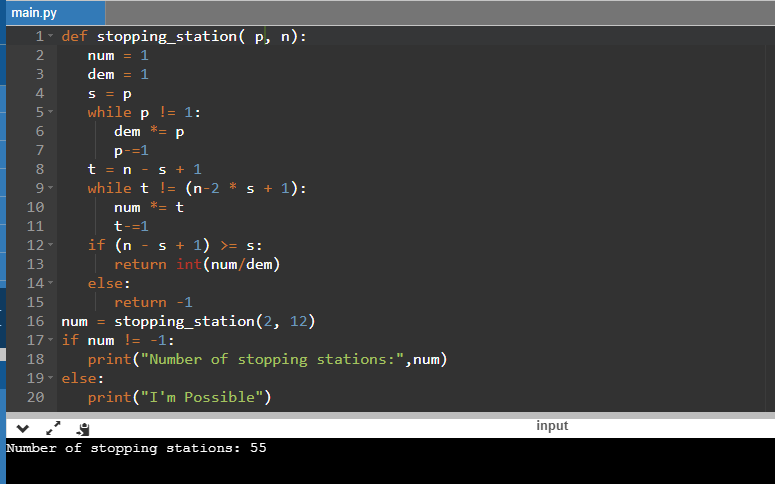 main.py
1 def stopping_station( p, n):
2 num = 1
3 dem = 1
4 s = p
5 while p != 1:
6 dem *= p
7 p-=1
8 t = n - s + 1
9 while t != (n-2 * s + 1):
10 num *= t
11 t-=1
12 if (n - s + 1) >= s:
13 return int(num/dem)
14 else:
15 return -1
16 num = stopping_station(2, 12)
17 if num != -1:
18 print("Number of stopping stations:",num)
19 else:
20 print("I'm Possible")
input
Number of stopping stations: 55